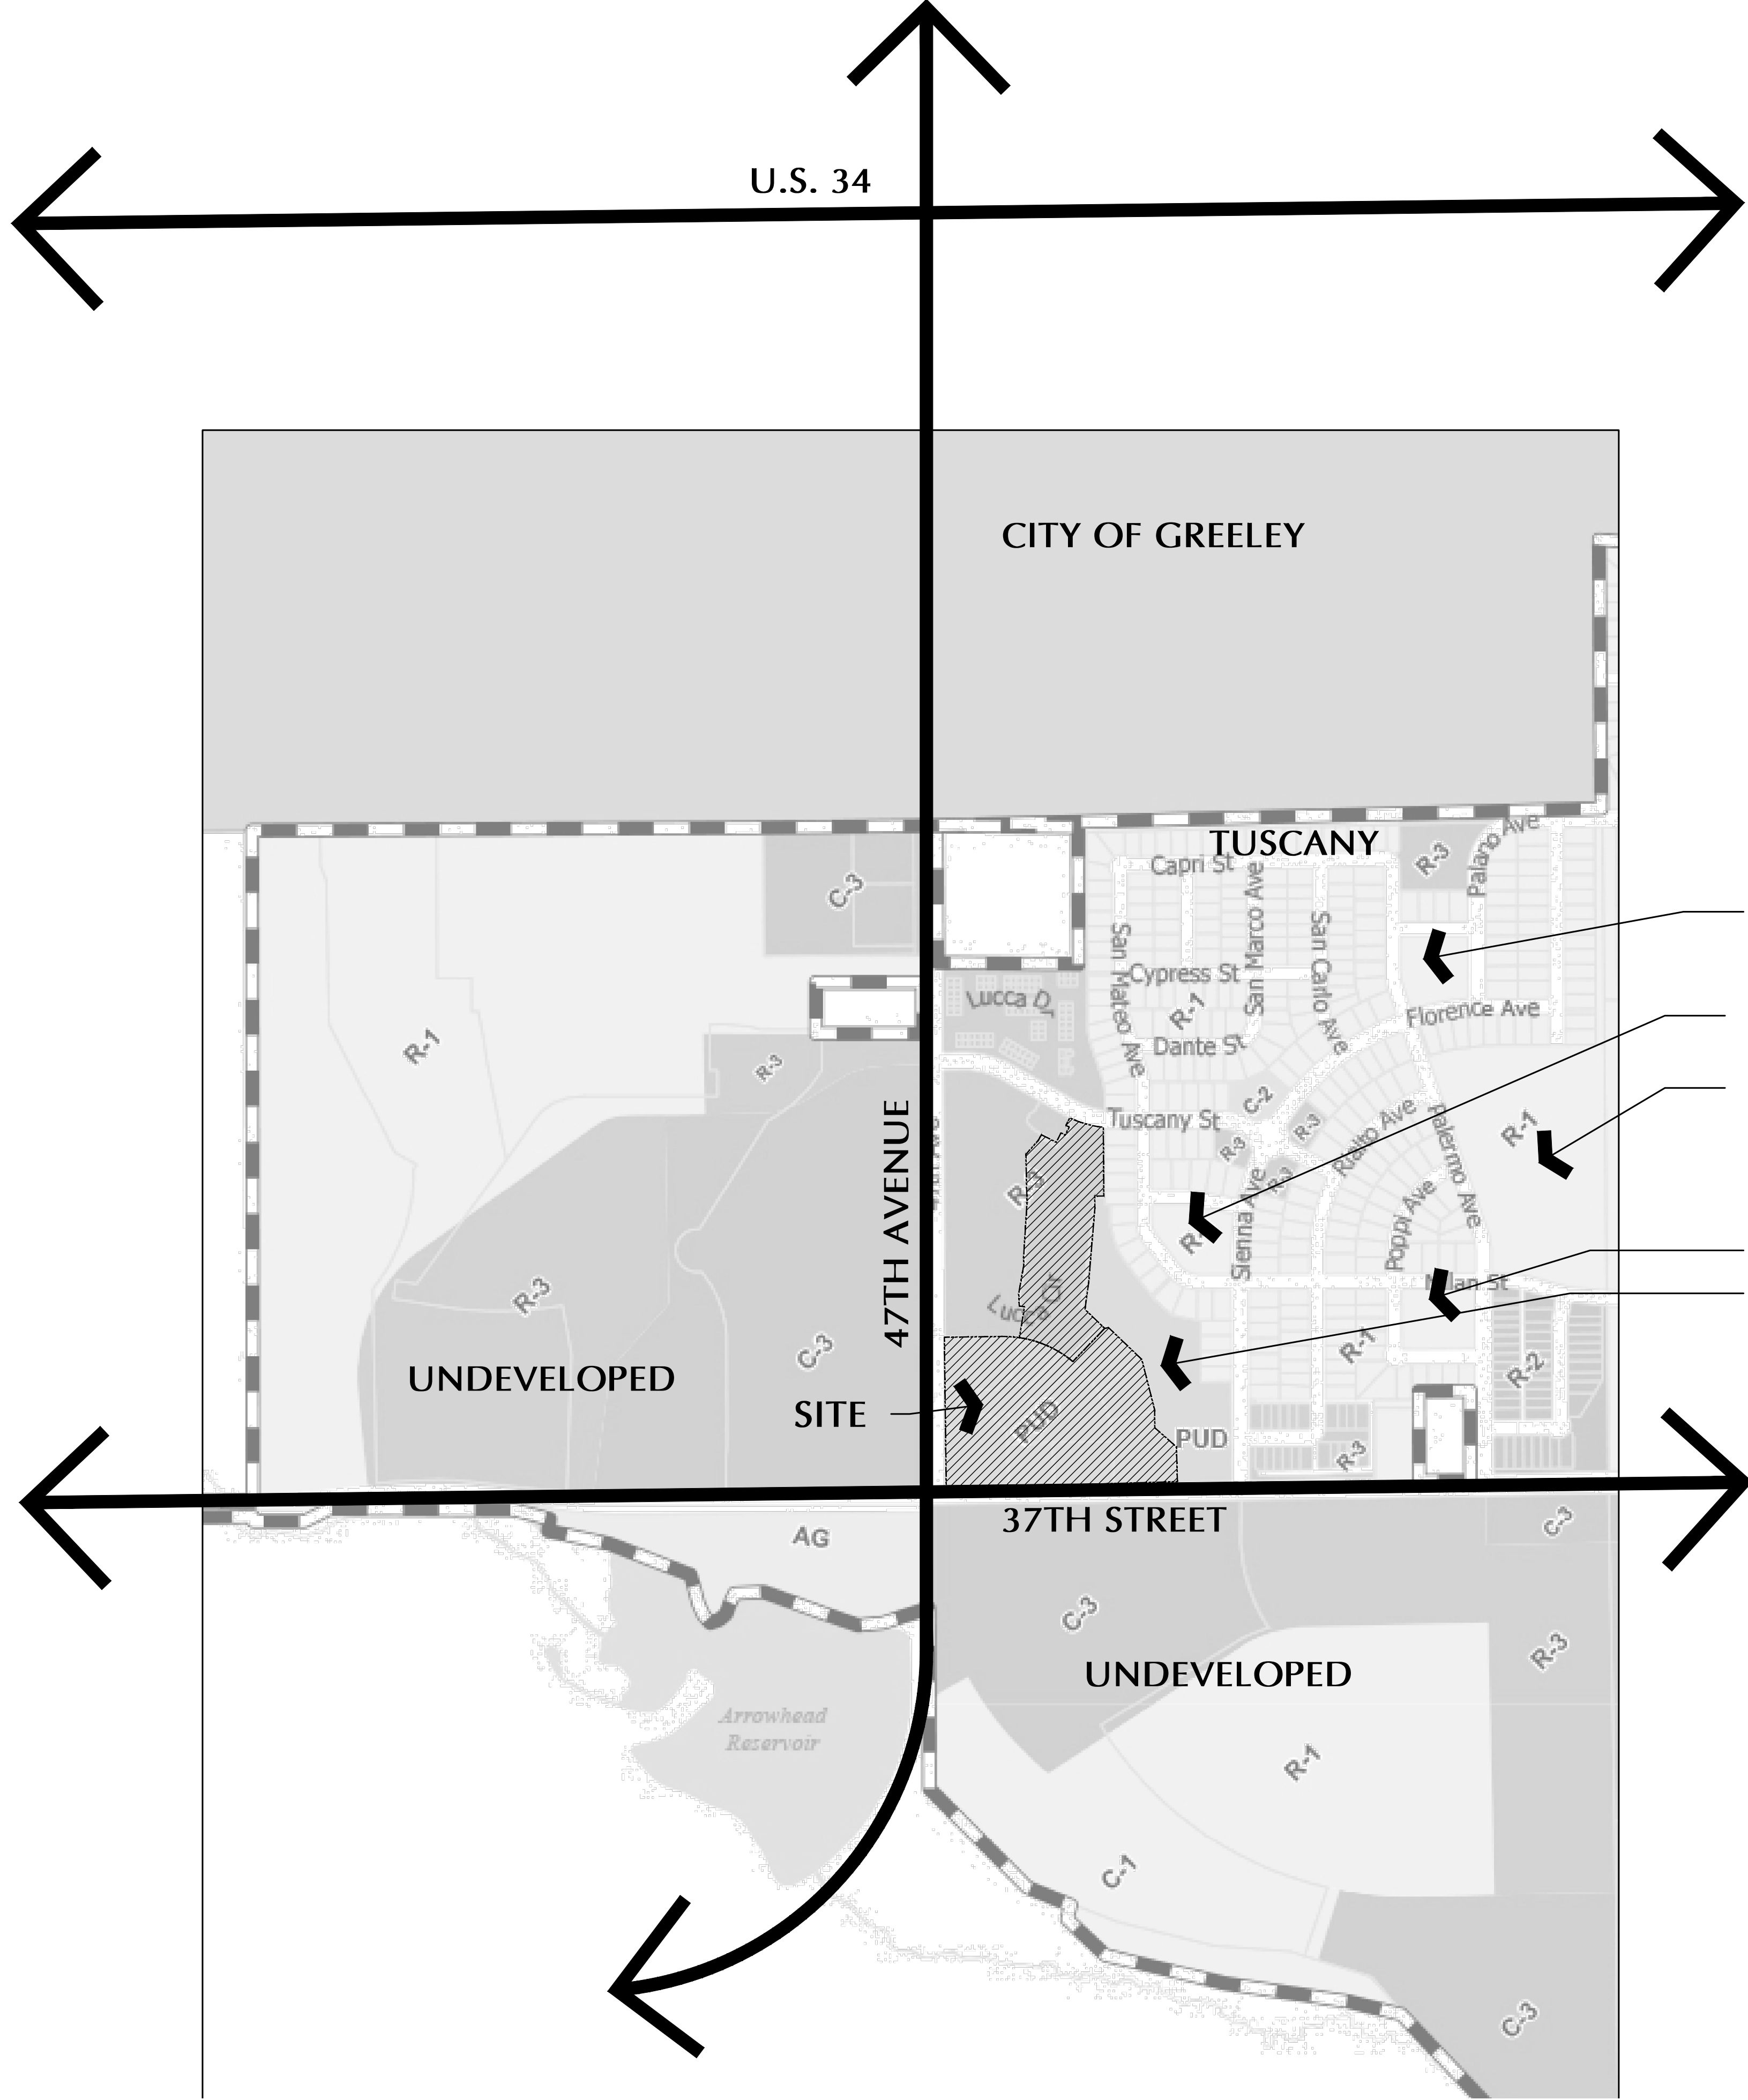 U.S. 34
CITY OF GREELEY
TUSCANY
Capri St
Palano Ave
R-3
C-3
San Marco Ave
San Mateo Ave
San Carlo Ave
Cypress St
Lucca Dr
R-1
Florence Ave
R-1
Dante St
R-3
C-2
Tuscany St
R-3
R-1
Rialto Ave
Palermo Ave
R-3
R-3
47TH AVENUE
R-3
Sienna Ave
Poppi Ave
Milan St
Lucca Cir
R-3
C-3
R-1
R-2
UNDEVELOPED
SITE
PUD
PUD
R-3
37TH STREET
AG
C-3
C-3
R-3
UNDEVELOPED
Arrowhead
Reservoir
R-1
C-1
C-3